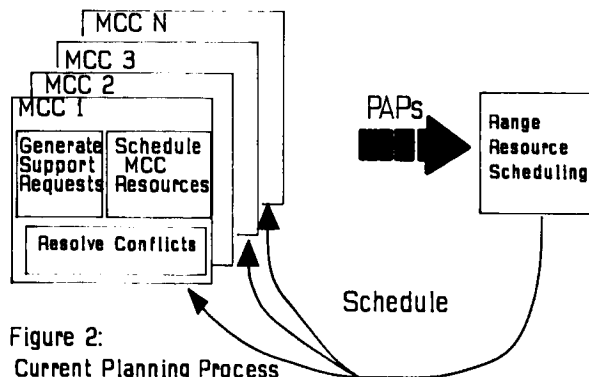 MCC N
MCC 3
MCC 2
MCC 1
Generate
Support
Requests
Schedule
MCC
Resources
Resolve Conflicts
PAPs
Range
Resource
Scheduling
Schedule
Figure 2:
Current Planning Process